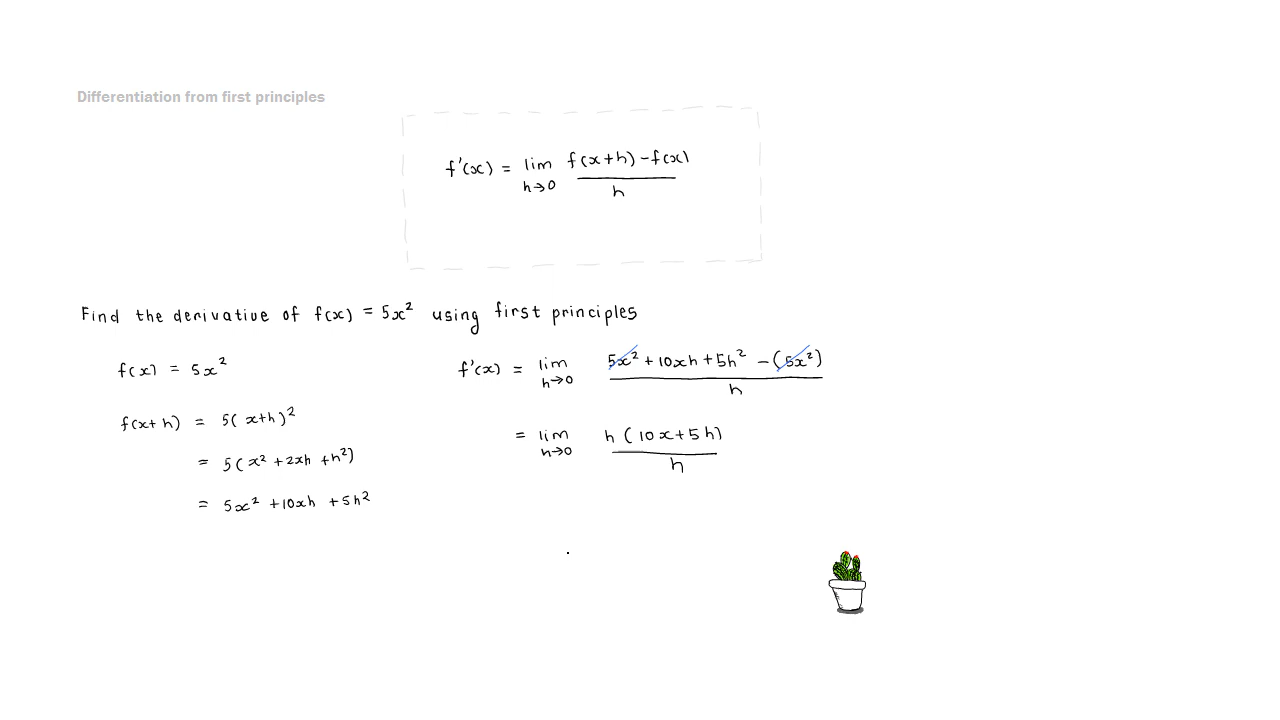 Differentiation from first principles
f'(x) = lim f(x+h) - f(x)
h→0 h
Find the derivative of f(x) = 5x² using first principles
f(x) = 5x²
f(x+h) = 5(x+h)²
= 5(x² + 2xh + h²)
= 5x² + 10xh + 5h²
f'(x) = lim 5x² + 10xh + 5h² - (5x²)
h→0 h
= lim h(10x + 5h)
h→0 h